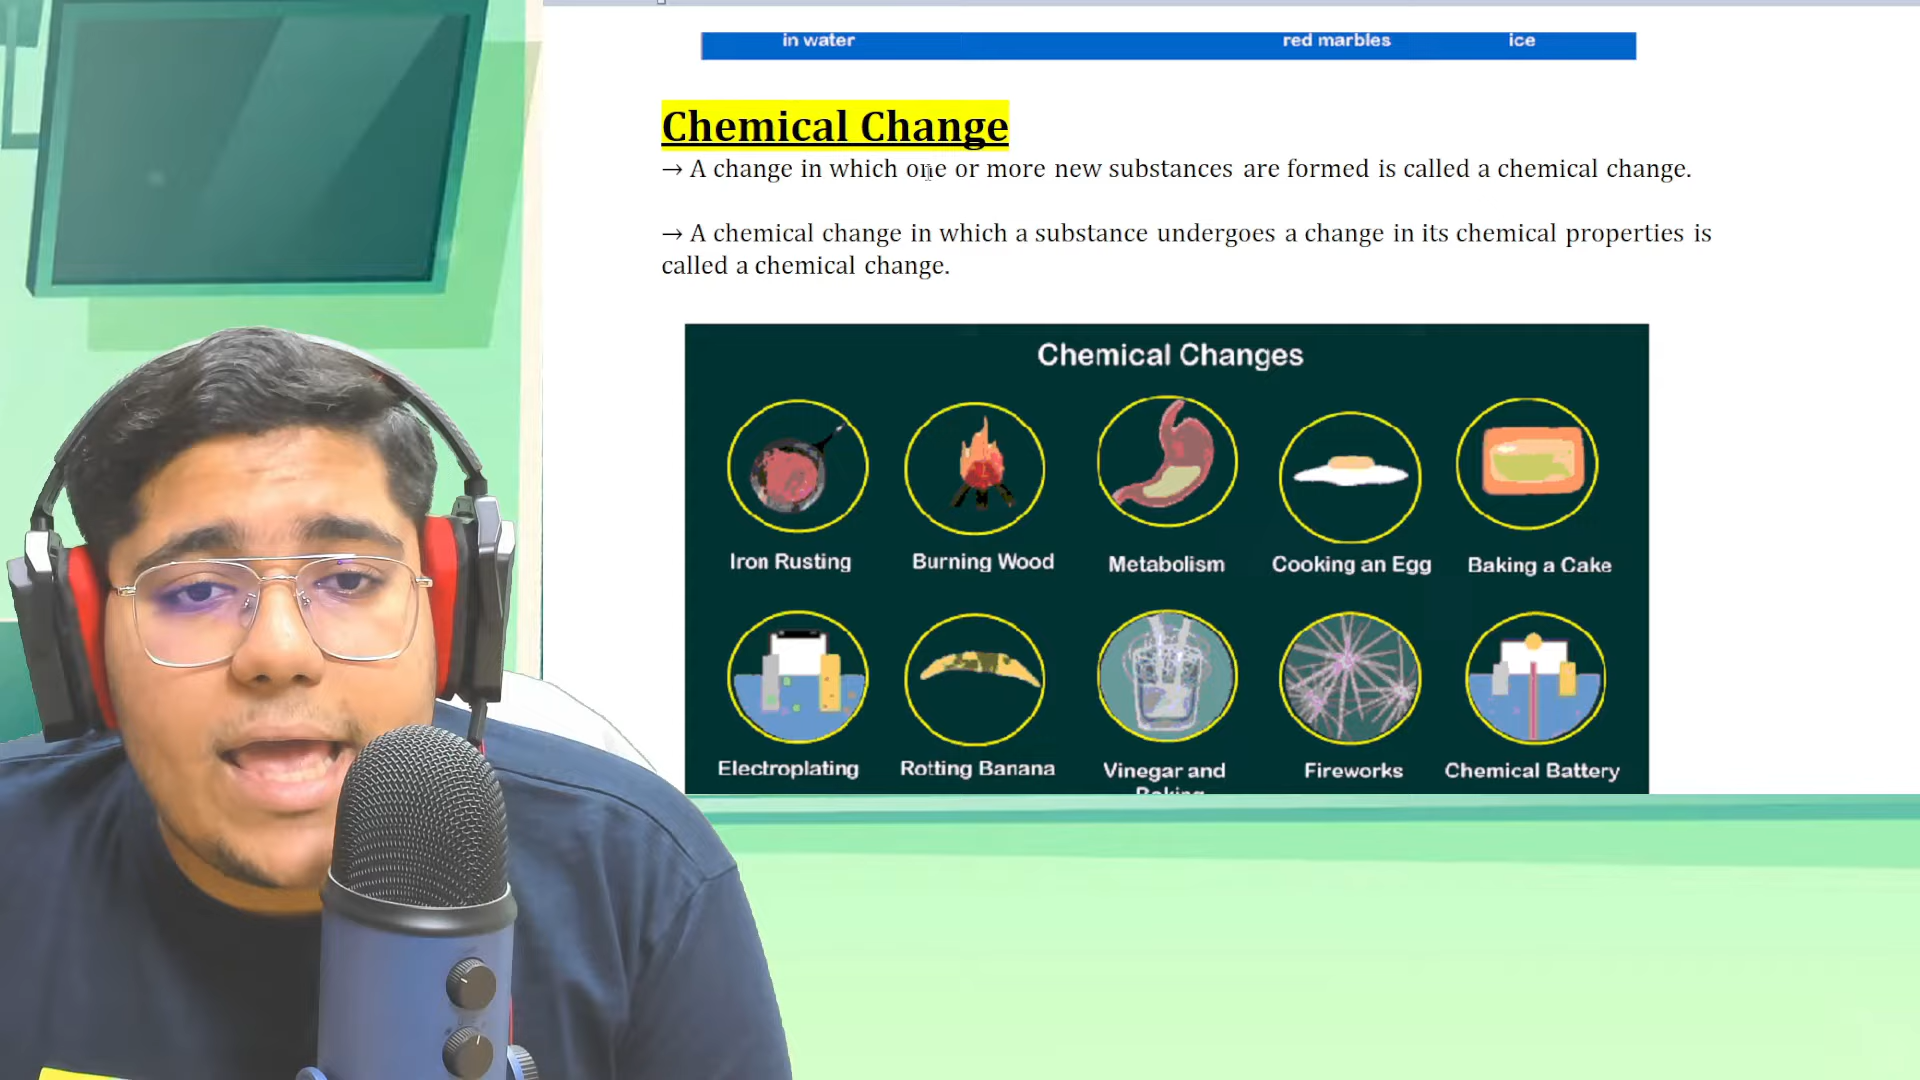 in water red marbles ice
Chemical Change
→ A change in which one or more new substances are formed is called a chemical change.
→ A chemical change in which a substance undergoes a change in its chemical properties is
called a chemical change.
Chemical Changes
Iron Rusting Burning Wood Metabolism Cooking an Egg Baking a Cake
Electroplating Rotting Banana Vinegar and Fireworks Chemical Battery
Baking